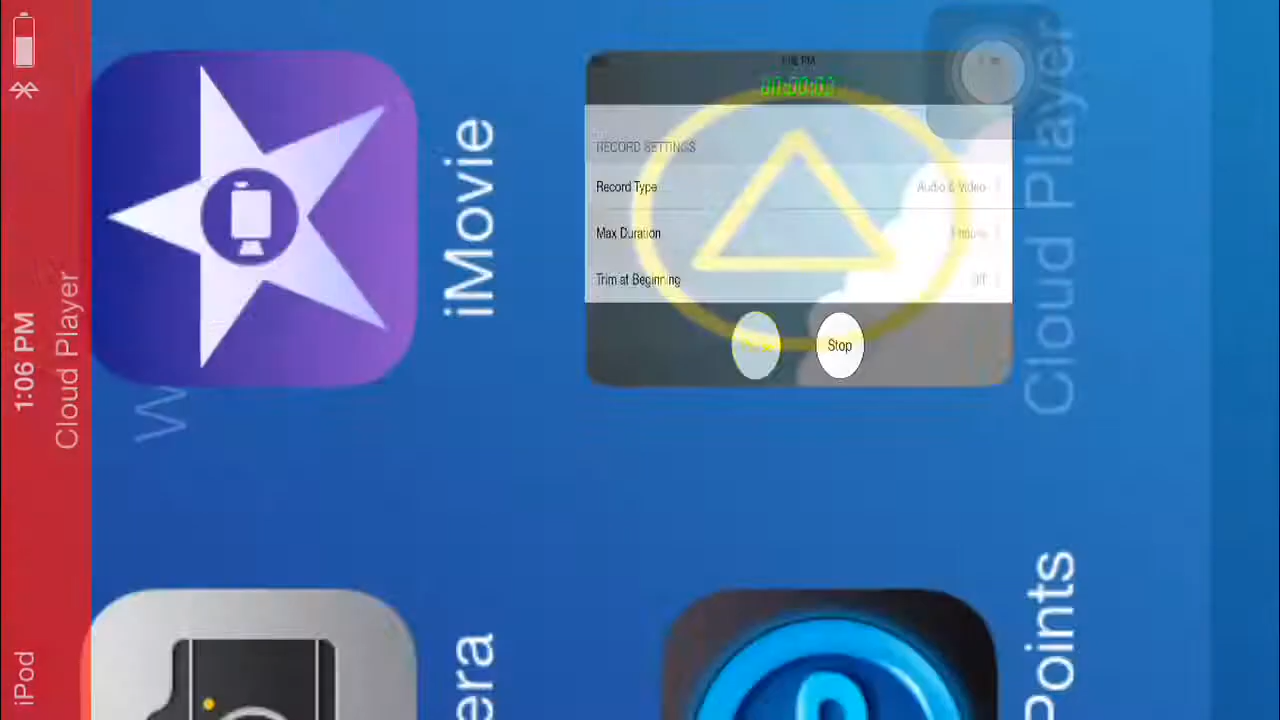 iPod
1:06 PM
Cloud Player
W
iMovie
era
RECORD SETTINGS
Record Type
Audio & Video
Max Duration
Trim at Beginning
Off
Stop
Cloud Player
Points